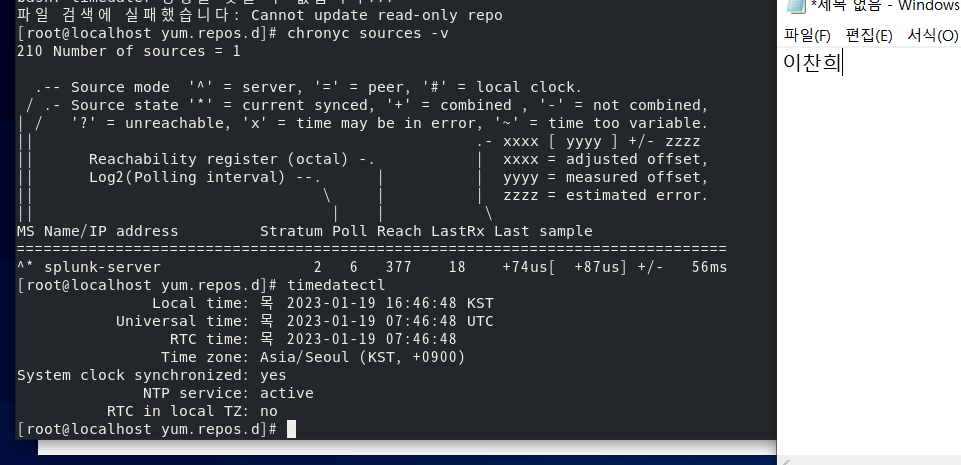 파일 검색에 실패했습니다: Cannot update read-only repo
[root@localhost yum.repos.d]# chronyc sources -v
210 Number of sources = 1
  .-- Source mode  '^' = server, '=' = peer, '#' = local clock.
 / .- Source state '*' = current synced, '+' = combined , '-' = not combined,
| /   '?' = unreachable, 'x' = time may be in error, '~' = time too variable.
||                                                 .- xxxx [ yyyy ] +/- zzzz
||      Reachability register (octal) -.           |  xxxx = adjusted offset,
||      Log2(Polling interval) --.      |          |  yyyy = measured offset,
||                                \     |          |  zzzz = estimated error.
||                                 |    |           \
MS Name/IP address         Stratum Poll Reach LastRx Last sample
===============================================================================
^* splunk-server                 2   6   377    18    +74us[  +87us] +/-   56ms
[root@localhost yum.repos.d]# timedatectl
               Local time: 목 2023-01-19 16:46:48 KST
           Universal time: 목 2023-01-19 07:46:48 UTC
                 RTC time: 목 2023-01-19 07:46:48
                Time zone: Asia/Seoul (KST, +0900)
System clock synchronized: yes
              NTP service: active
          RTC in local TZ: no
[root@localhost yum.repos.d]#
*제목 없음 - Windows
파일(F) 편집(E) 서식(O)
이찬희